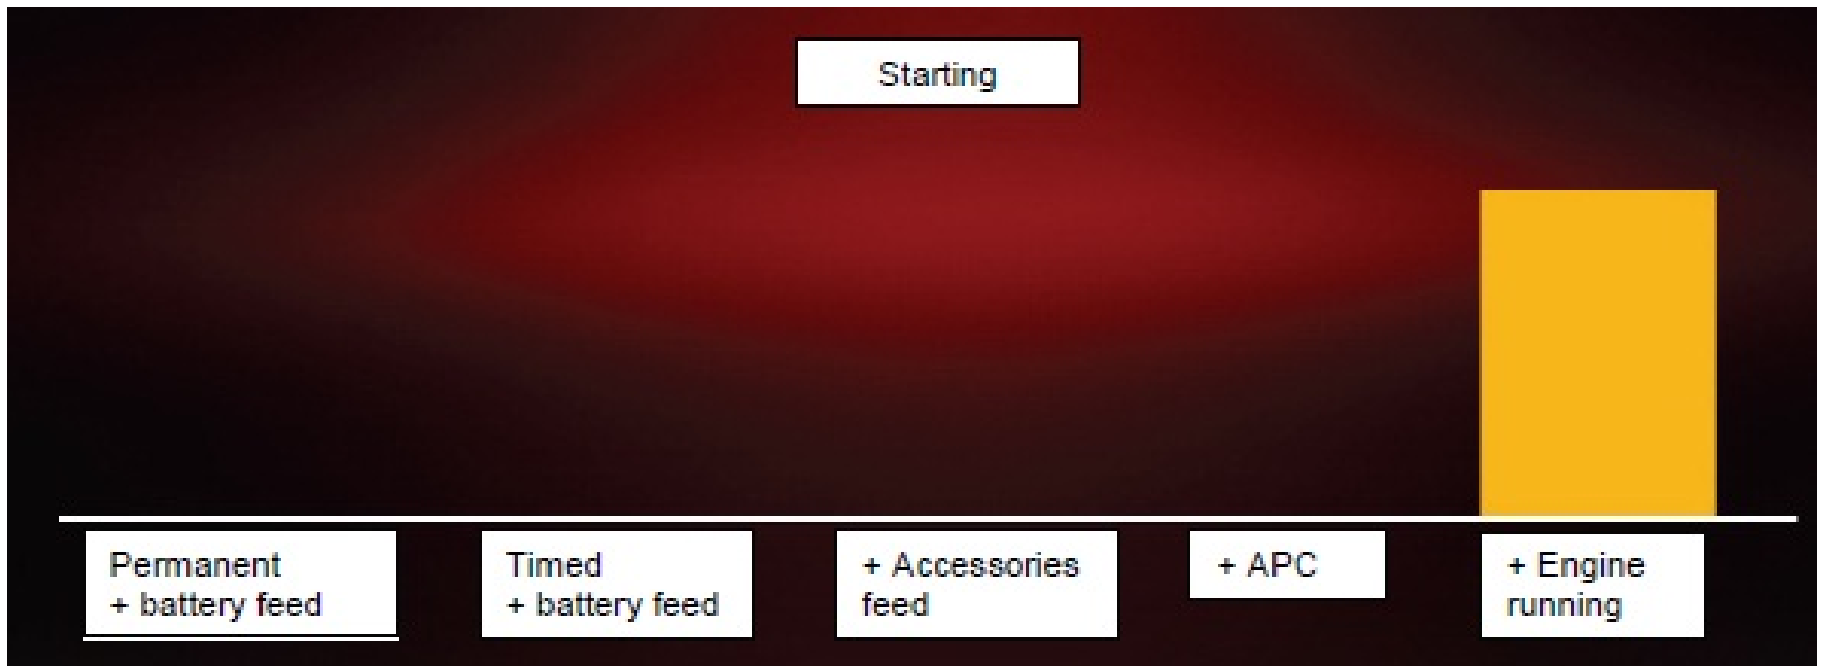 Starting
Permanent
+ battery feed
Timed
+ battery feed
+ Accessories
feed
+ APC
+ Engine
running